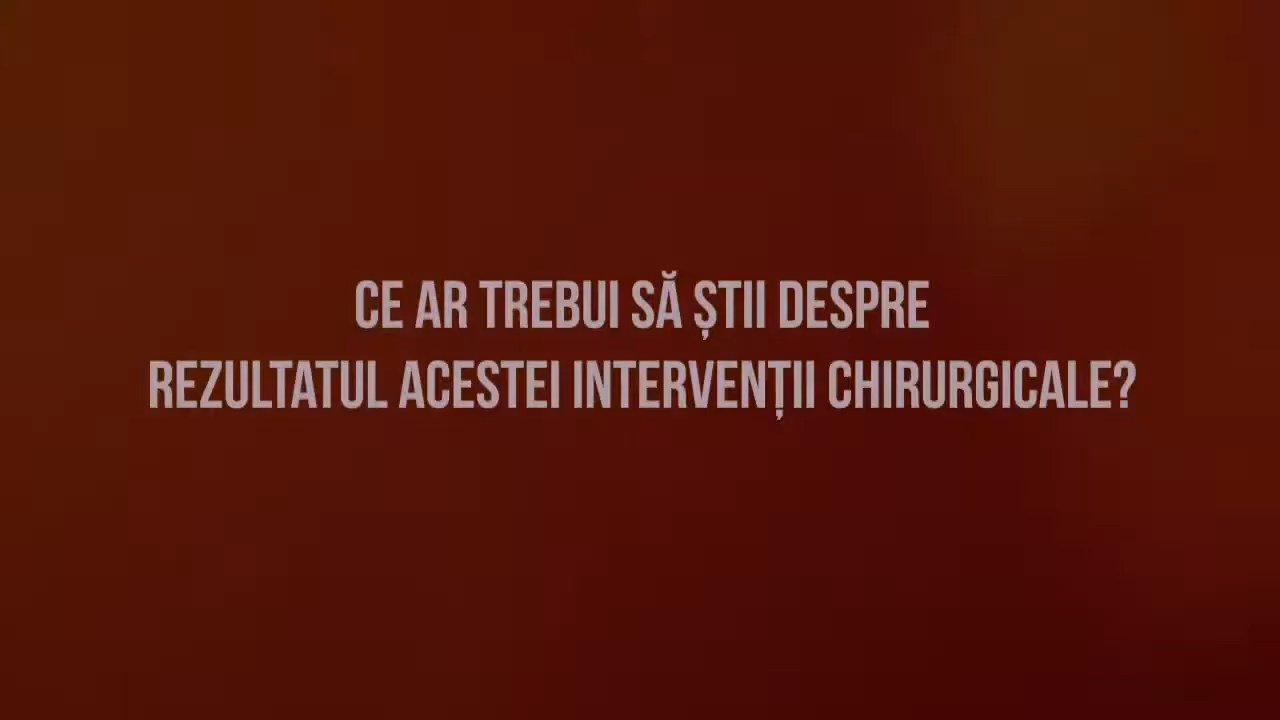 CE AR TREBUI SĂ ȘTII DESPRE
REZULTATUL ACESTEI INTERVENȚII CHIRURGICALE?